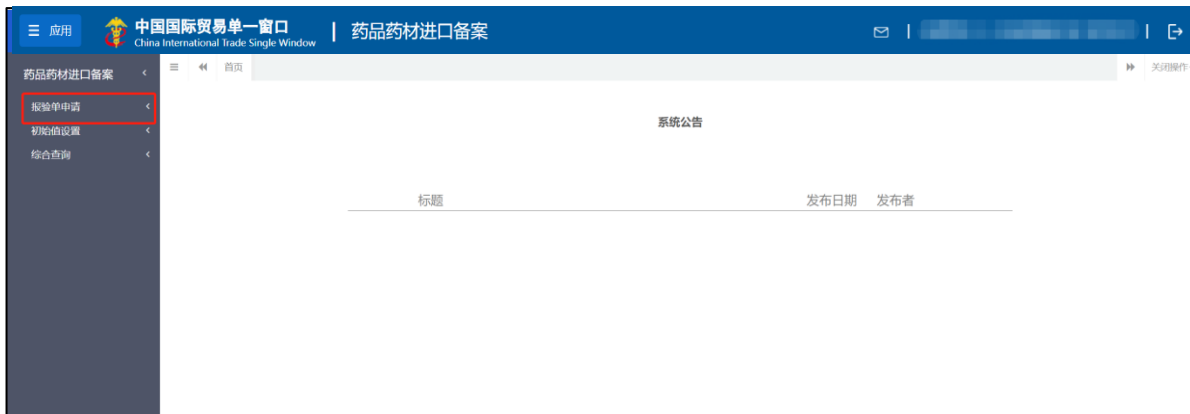 应用
中国国际贸易单一窗口
China International Trade Single Window
药品药材进口备案
药品药材进口备案
首页
关闭操作
报验单申请
初始值设置
综合查询
系统公告
标题 发布日期 发布者